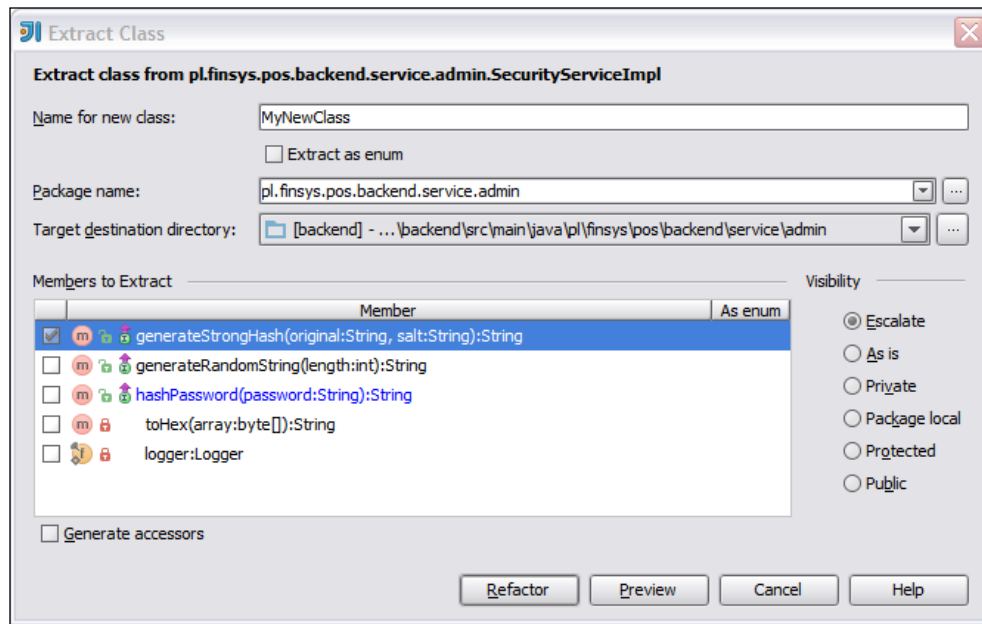 Extract Class
Extract class from pl.finsys.pos.backend.service.admin.SecurityServiceImpl
Name for new class: MyNewClass
Extract as enum
Package name: pl.finsys.pos.backend.service.admin ...
Target destination directory: [backend] - ...\backend\src\main\java\pl\finsys\pos\backend\service\admin ...
Members to Extract Visibility
Member As enum
generateStrongHash(original:String, salt:String):String
generateRandomString(length:int):String
hashPassword(password:String):String
toHex(array:byte[]):String
logger:Logger
Escalate
As is
Private
Package local
Protected
Public
Generate accessors
Refactor Preview Cancel Help